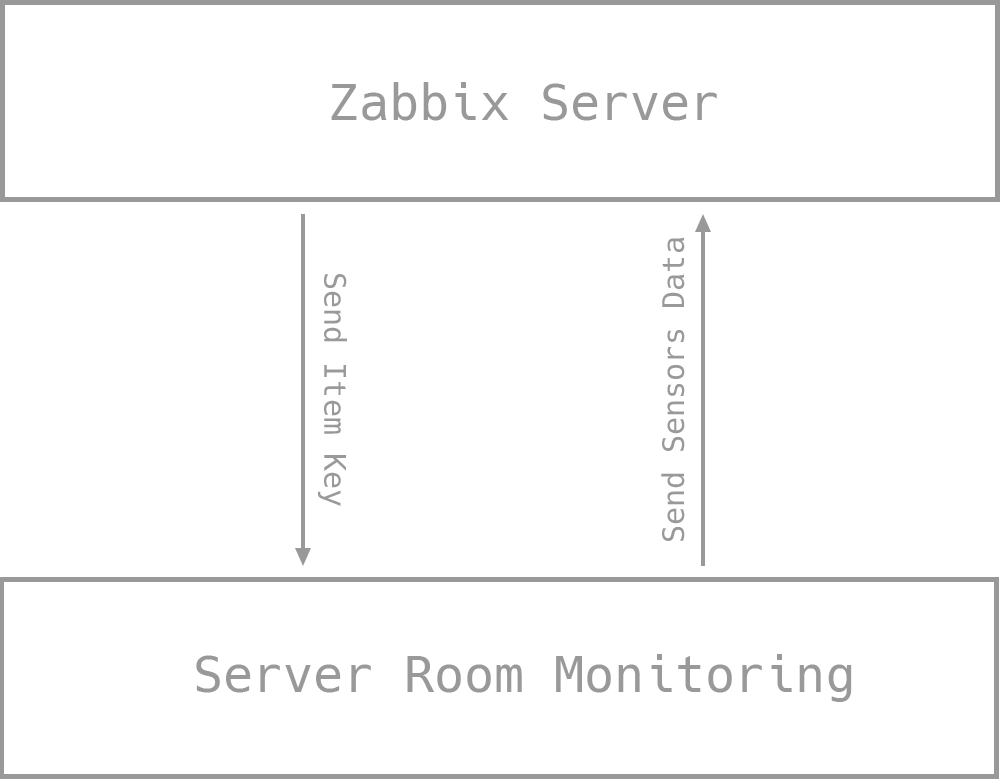 Zabbix Server
Send Item Key
Send Sensors Data
Server Room Monitoring